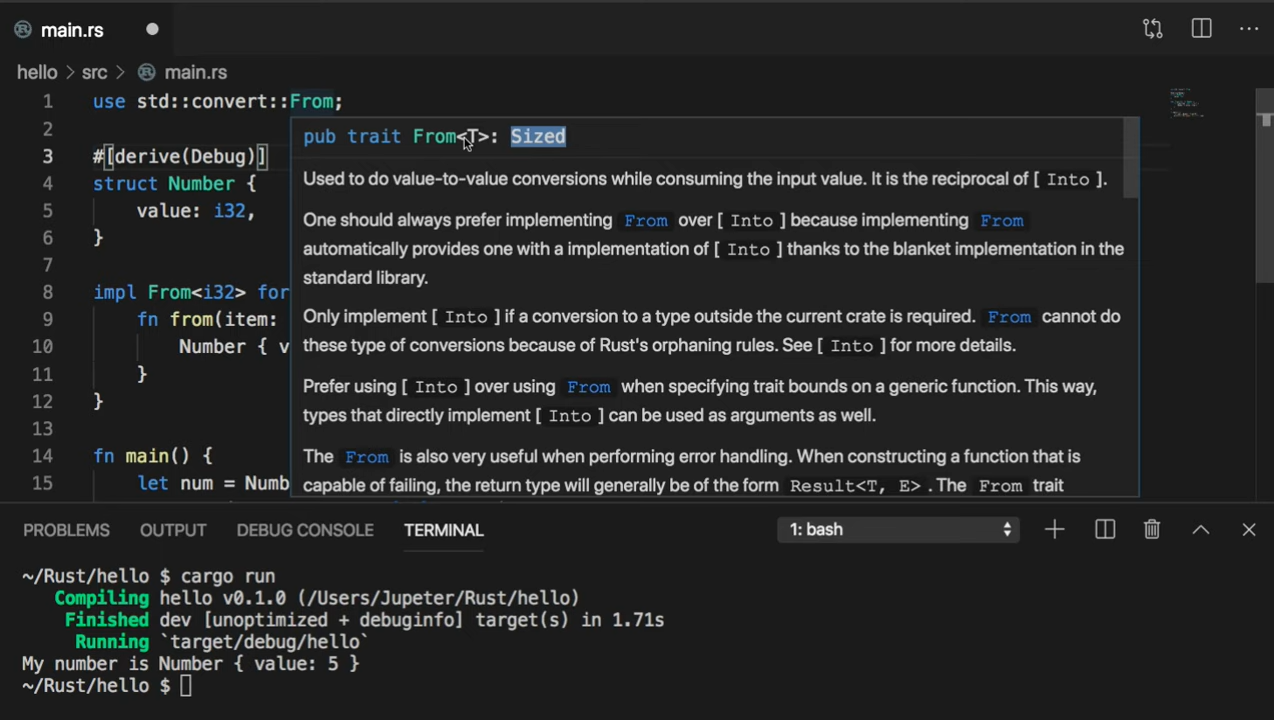 main.rs
hello > src > main.rs
1 use std::convert::From;
2
pub trait From<T>: Sized
3 #[derive(Debug)]
4 struct Number {
Used to do value-to-value conversions while consuming the input value. It is the reciprocal of [ Into ].
5 value: i32,
One should always prefer implementing From over [ Into ] because implementing From
6 }
automatically provides one with a implementation of [ Into ] thanks to the blanket implementation in the
7
standard library.
8 impl From<i32> for
9 fn from(item:
Only implement [ Into ] if a conversion to a type outside the current crate is required. From cannot do
10 Number { v
these type of conversions because of Rust's orphaning rules. See [ Into ] for more details.
11 }
Prefer using [ Into ] over using From when specifying trait bounds on a generic function. This way,
12 }
types that directly implement [ Into ] can be used as arguments as well.
13
14 fn main() {
The From is also very useful when performing error handling. When constructing a function that is
15 let num = Numb
capable of failing, the return type will generally be of the form Result<T, E>. The From trait
PROBLEMS OUTPUT DEBUG CONSOLE TERMINAL 1: bash
~/Rust/hello $ cargo run
Compiling hello v0.1.0 (/Users/Jupeter/Rust/hello)
Finished dev [unoptimized + debuginfo] target(s) in 1.71s
Running `target/debug/hello`
My number is Number { value: 5 }
~/Rust/hello $